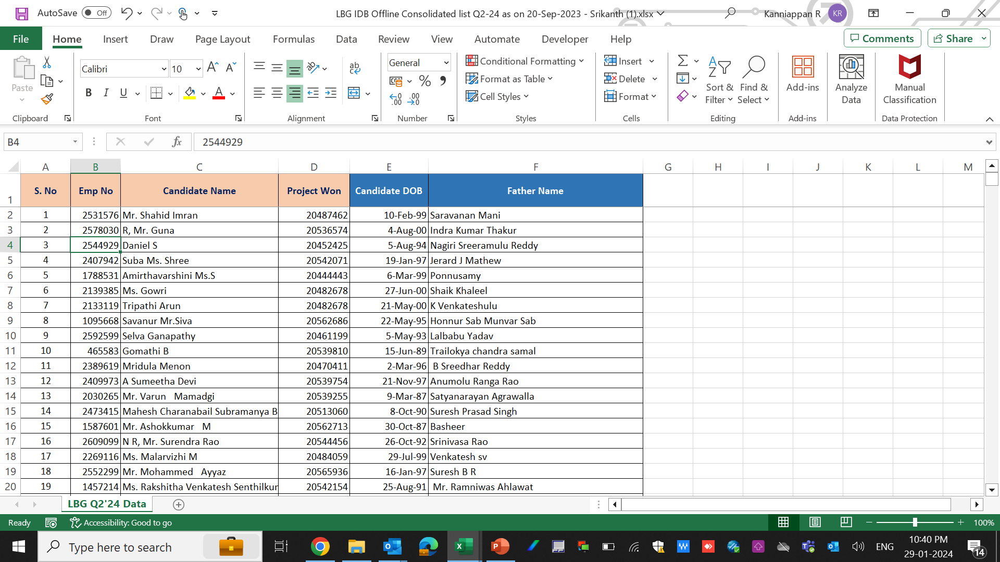 AutoSave Off LBG IDB Offline Consolidated list Q2-24 as on 20-Sep-2023 - Srikanth (1).xlsx Kanniappan R KR
File Home Insert Draw Page Layout Formulas Data Review View Automate Developer Help Comments Share
Paste
Clipboard
Calibri 10
B I U A
Font
ab
Alignment
General
% 9
Number
Conditional Formatting
Format as Table
Cell Styles
Styles
Insert
Delete
Format
Cells
Sort & Filter
Find & Select
Editing
Add-ins
Add-ins
Analyze Data
Manual Classification
Data Protection
B4 fx 2544929
A B C D E F G H I J K L M
1 S. No Emp No Candidate Name Project Won Candidate DOB Father Name
2 1 2531576 Mr. Shahid Imran 20487462 10-Feb-99 Saravanan Mani
3 2 2578030 R, Mr. Guna 20536574 4-Aug-00 Indra Kumar Thakur
4 3 2544929 Daniel S 20452425 5-Aug-94 Nagiri Sreeramulu Reddy
5 4 2407942 Suba Ms. Shree 20542071 19-Jan-97 Jerard J Mathew
6 5 1788531 Amirthavarshini Ms.S 20444443 6-Mar-99 Ponnusamy
7 6 2139385 Ms. Gowri 20482678 27-Jun-00 Shaik Khaleel
8 7 2133119 Tripathi Arun 20482678 21-May-00 K Venkateshulu
9 8 1095668 Savanur Mr.Siva 20562686 22-May-95 Honnur Sab Munvar Sab
10 9 2592599 Selva Ganapathy 20461199 5-May-93 Lalbabu Yadav
11 10 465583 Gomathi B 20539810 15-Jun-89 Trailokya chandra samal
12 11 2389619 Mridula Menon 20470411 2-Mar-96 B Sreedhar Reddy
13 12 2409973 A Sumeetha Devi 20539754 21-Nov-97 Anumolu Ranga Rao
14 13 2030265 Mr. Varun Mamadgi 20539255 9-Mar-87 Satyanarayan Agrawalla
15 14 2473415 Mahesh Charanabail Subramanya B 20513060 8-Oct-90 Suresh Prasad Singh
16 15 1587601 Mr. Ashokkumar M 20562713 30-Oct-87 Basheer
17 16 2609099 N R, Mr. Surendra Rao 20544456 26-Oct-92 Srinivasa Rao
18 17 2269116 Ms. Malarvizhi M 20484059 29-Jul-99 Venkatesh sv
19 18 2552299 Mr. Mohammed Ayyaz 20565936 16-Jan-97 Suresh B R
20 19 1457214 Ms. Rakshitha Venkatesh Senthilkur 20542154 25-Aug-91 Mr. Ramniwas Ahlawat
LBG Q2'24 Data
Ready Accessibility: Good to go 100%
Type here to search ENG 10:40 PM
29-01-2024 14